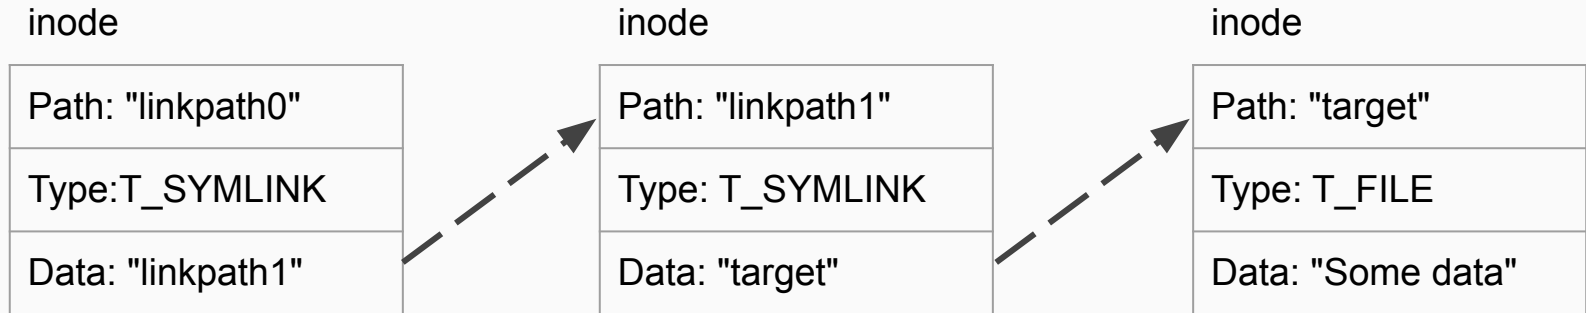 inode
Path: "linkpath0"
Type:T_SYMLINK
Data: "linkpath1"
inode
Path: "linkpath1"
Type: T_SYMLINK
Data: "target"
inode
Path: "target"
Type: T_FILE
Data: "Some data"